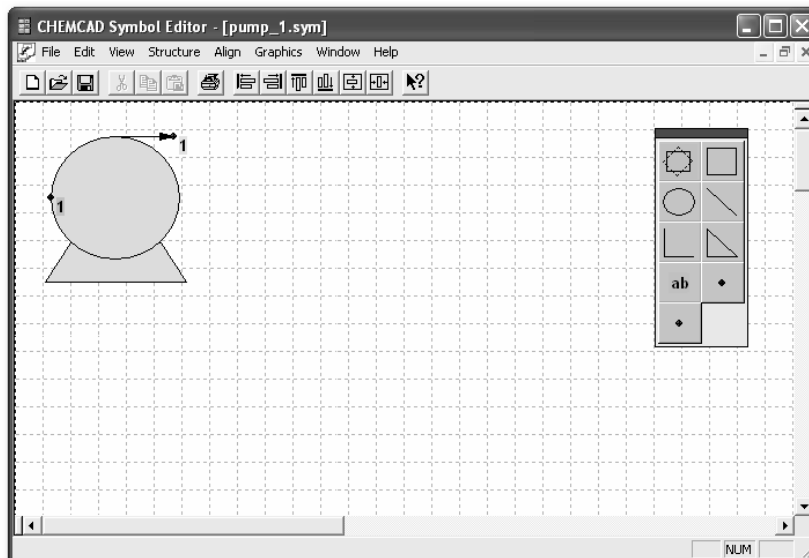 CHEMCAD Symbol Editor - [pump_1.sym]
File Edit View Structure Align Graphics Window Help
1
1
ab
NUM